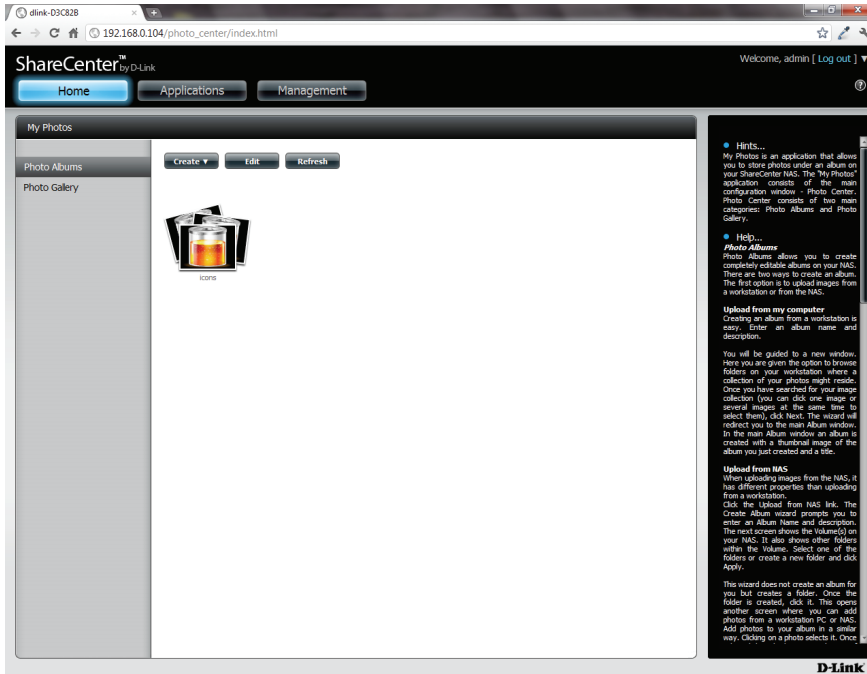 dlink-D3C82B
192.168.0.104/photo_center/index.html
ShareCenter™ by D-Link
Welcome, admin [ Log out ] ▼
Home
Applications
Management
My Photos
Photo Albums
Photo Gallery
Create ▼
Edit
Refresh
icons
Hints...
My Photos is an application that allows
you to store photos under an album on
your ShareCenter NAS. The "My Photos"
application consists of the main
configuration window - Photo Center.
Photo Center consists of two main
categories: Photo Albums and Photo
Gallery.
Help...
Photo Albums
Photo Albums allows you to create
completely editable albums on your NAS.
There are two ways to create an album.
The first option is to upload images from
a workstation or from the NAS.
Upload from my computer
Creating an album from a workstation is
easy. Enter an album name and
description.
You will be guided to a new window.
Here you are given the option to browse
folders on your workstation where a
collection of your photos might reside.
Once you have searched for your image
collection (you can click one image or
several images at the same time to
select them), click Next. The wizard will
redirect you to the main Album window.
In the main Album window an album is
created with a thumbnail image of the
album you just created and a title.
Upload from NAS
When uploading images from the NAS, it
has different properties than uploading
from a workstation.
Click the Upload from NAS link. The
Create Album wizard prompts you to
enter an Album Name and description.
The next screen shows the Volume(s) on
your NAS. It also shows other folders
within the Volume. Select one of the
folders or create a new folder and click
Apply.
This wizard does not create an album for
you but creates a folder. Once the
folder is created, click it. This opens
another screen where you can add
photos from a workstation PC or NAS.
Add photos to your album in a similar
way. Clicking on a photo selects it. Once
D-Link